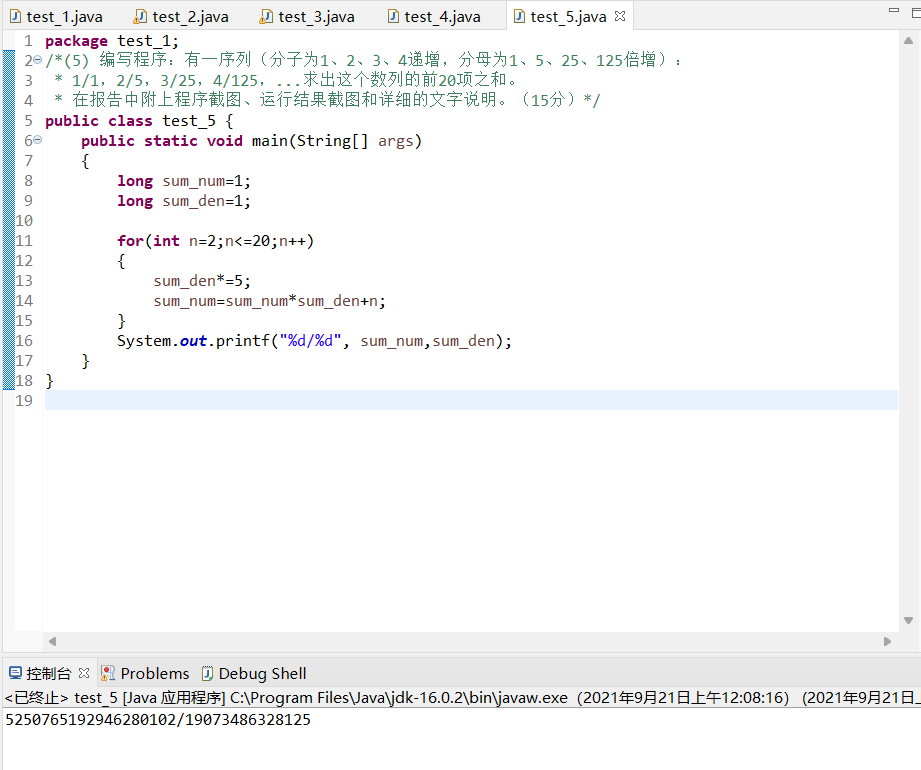 test_1.java test_2.java test_3.java test_4.java test_5.java
1 package test_1;
2 /*(5) 编写程序：有一序列（分子为1、2、3、4递增，分母为1、5、25、125倍增）：
3 * 1/1, 2/5, 3/25, 4/125, ...求出这个数列的前20项之和。
4 * 在报告中附上程序截图、运行结果截图和详细的文字说明。（15分）*/
5 public class test_5 {
6 public static void main(String[] args)
7 {
8 long sum_num=1;
9 long sum_den=1;
10
11 for(int n=2;n<=20;n++)
12 {
13 sum_den*=5;
14 sum_num=sum_num*sum_den+n;
15 }
16 System.out.printf("%d/%d", sum_num,sum_den);
17 }
18 }
19
控制台 Problems Debug Shell
<已终止> test_5 [Java 应用程序] C:\Program Files\Java\jdk-16.0.2\bin\javaw.exe（2021年9月21日上午12:08:16）（2021年9月21日上
5250765192946280102/19073486328125